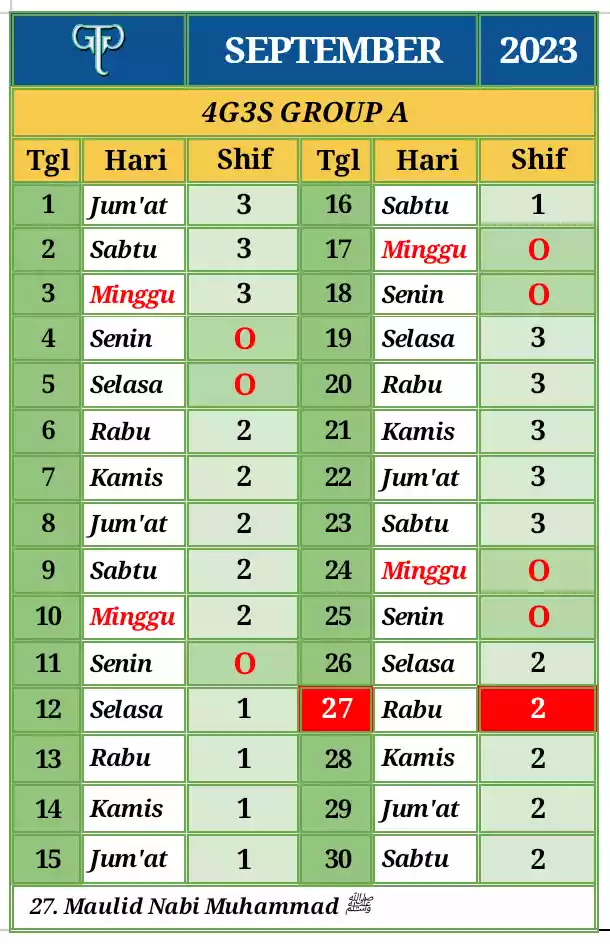 GTP SEPTEMBER 2023
4G3S GROUP A
Tgl Hari Shif Tgl Hari Shif
1 Jum'at 3 16 Sabtu 1
2 Sabtu 3 17 Minggu O
3 Minggu 3 18 Senin O
4 Senin O 19 Selasa 3
5 Selasa O 20 Rabu 3
6 Rabu 2 21 Kamis 3
7 Kamis 2 22 Jum'at 3
8 Jum'at 2 23 Sabtu 3
9 Sabtu 2 24 Minggu O
10 Minggu 2 25 Senin O
11 Senin O 26 Selasa 2
12 Selasa 1 27 Rabu 2
13 Rabu 1 28 Kamis 2
14 Kamis 1 29 Jum'at 2
15 Jum'at 1 30 Sabtu 2
27. Maulid Nabi Muhammad ﷺ